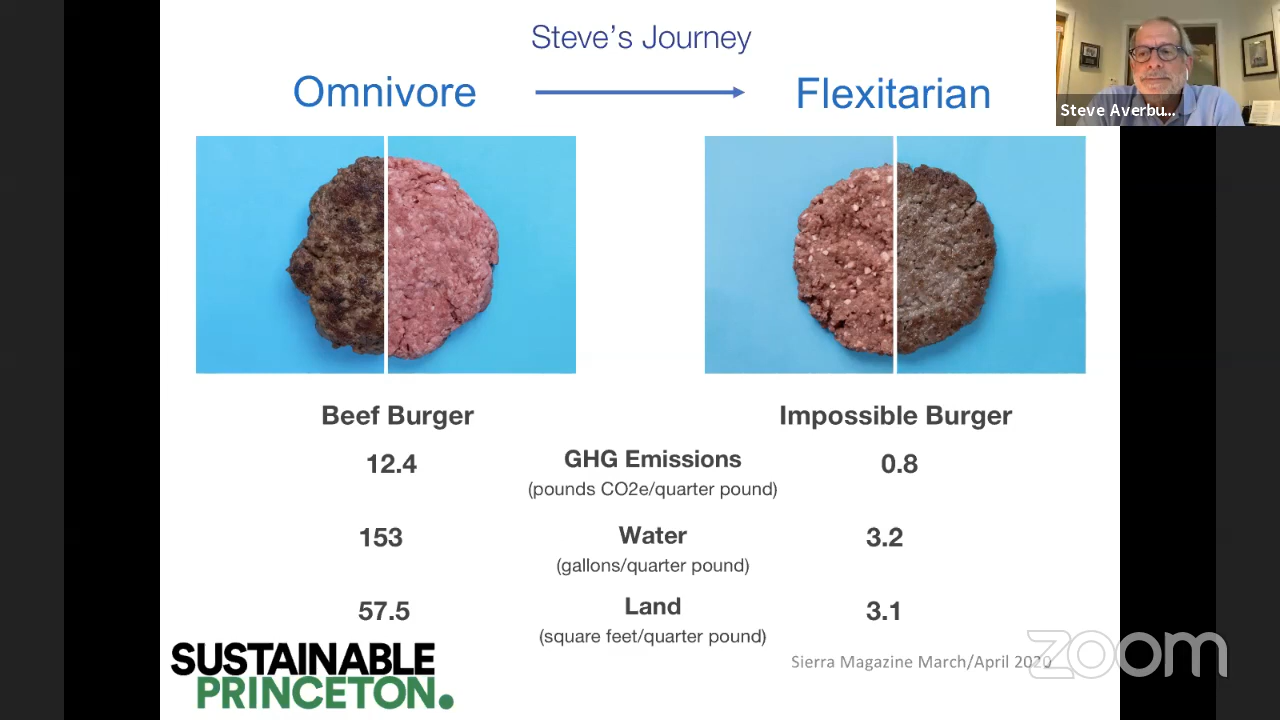 Steve's Journey
Omnivore
Flexitarian
Steve Averbu...
Beef Burger
Impossible Burger
12.4
GHG Emissions
0.8
(pounds CO2e/quarter pound)
153
Water
3.2
(gallons/quarter pound)
57.5
Land
3.1
(square feet/quarter pound)
SUSTAINABLE
PRINCETON.
Sierra Magazine March/April 2020
zoom